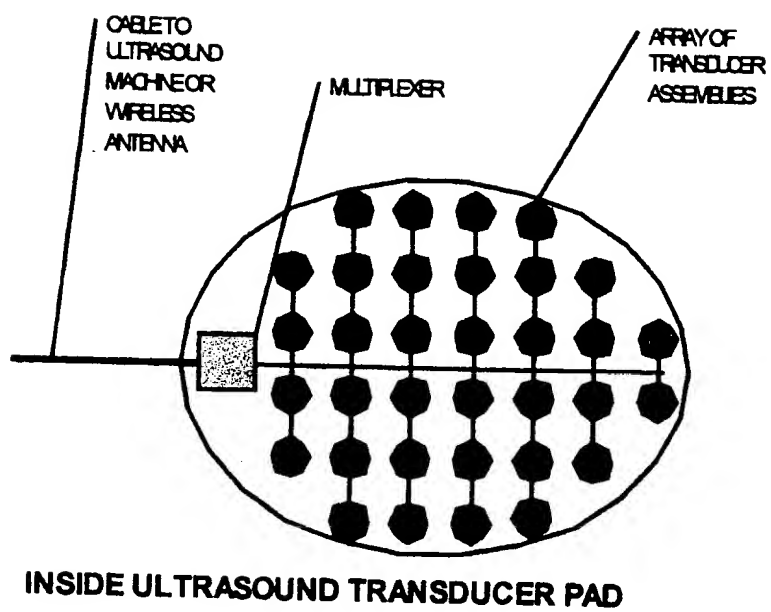 CABLE TO
ULTRASOUND
MACHINE OR
WIRELESS
ANTENNA
MULTIPLEXER
ARRAY OF
TRANSDUCER
ASSEMBLIES
INSIDE ULTRASOUND TRANSDUCER PAD